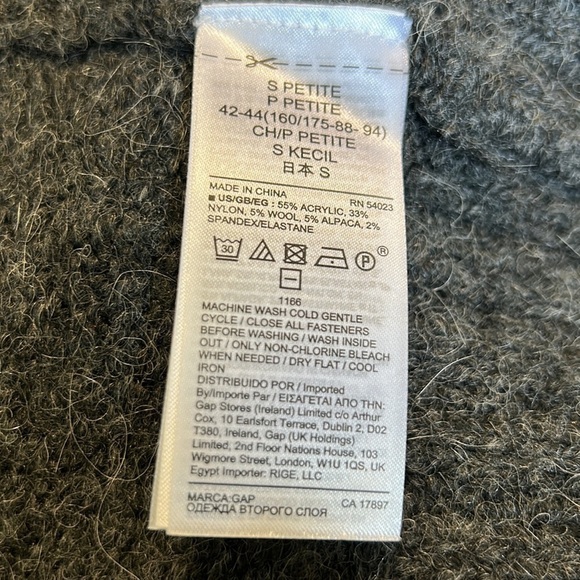 S PETITE
P PETITE
42-44(160/175-88- 94)
CH/P PETITE
S KECIL
日本 S
MADE IN CHINA RN 54023
■ US/GB/EG : 55% ACRYLIC, 33%
NYLON, 5% WOOL, 5% ALPACA, 2%
SPANDEX/ELASTANE
30 P ®
1166
MACHINE WASH COLD GENTLE
CYCLE / CLOSE ALL FASTENERS
BEFORE WASHING / WASH INSIDE
OUT / ONLY NON-CHLORINE BLEACH
WHEN NEEDED / DRY FLAT / COOL
IRON
DISTRIBUIDO POR / Imported
By/Importe Par / ΕΙΣΑΓΕΤΑΙ ΑΠΟ ΤΗΝ:
Gap Stores (Ireland) Limited c/o Arthur
Cox, 10 Earlsfort Terrace, Dublin 2, D02
T380, Ireland, Gap (UK Holdings)
Limited, 2nd Floor Nations House, 103
Wigmore Street, London, W1U 1QS, UK
Egypt Importer: RIGE, LLC
MARCA:GAP CA 17897
ОДЕЖДА ВТОРОГО СЛОЯ